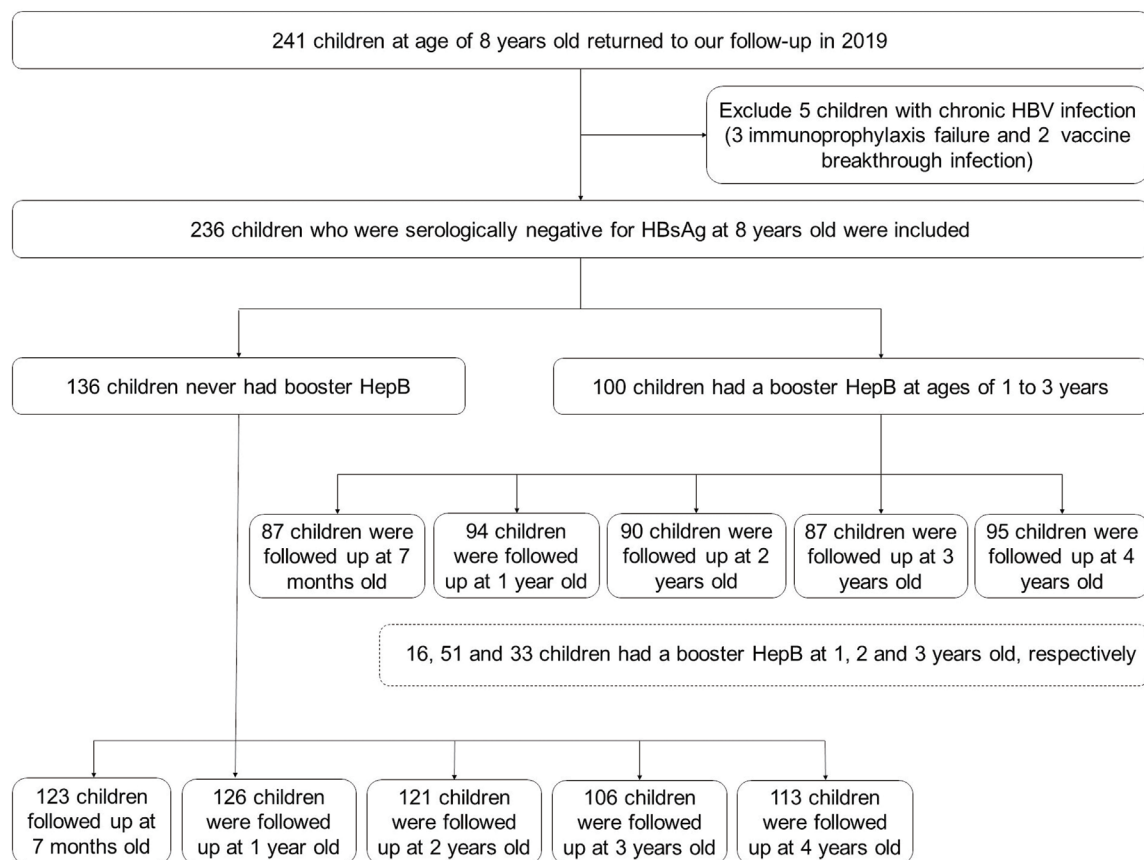 241 children at age of 8 years old returned to our follow-up in 2019
Exclude 5 children with chronic HBV infection
(3 immunoprophylaxis failure and 2 vaccine
breakthrough infection)
236 children who were serologically negative for HBsAg at 8 years old were included
136 children never had booster HepB
100 children had a booster HepB at ages of 1 to 3 years
87 children were
followed up at 7
months old
94 children
were followed
up at 1 year old
90 children were
followed up at 2
years old
87 children were
followed up at 3
years old
95 children were
followed up at 4
years old
16, 51 and 33 children had a booster HepB at 1, 2 and 3 years old, respectively
123 children
followed up at
7 months old
126 children
were followed
up at 1 year old
121 children
were followed
up at 2 years old
106 children
were followed
up at 3 years old
113 children
were followed
up at 4 years old